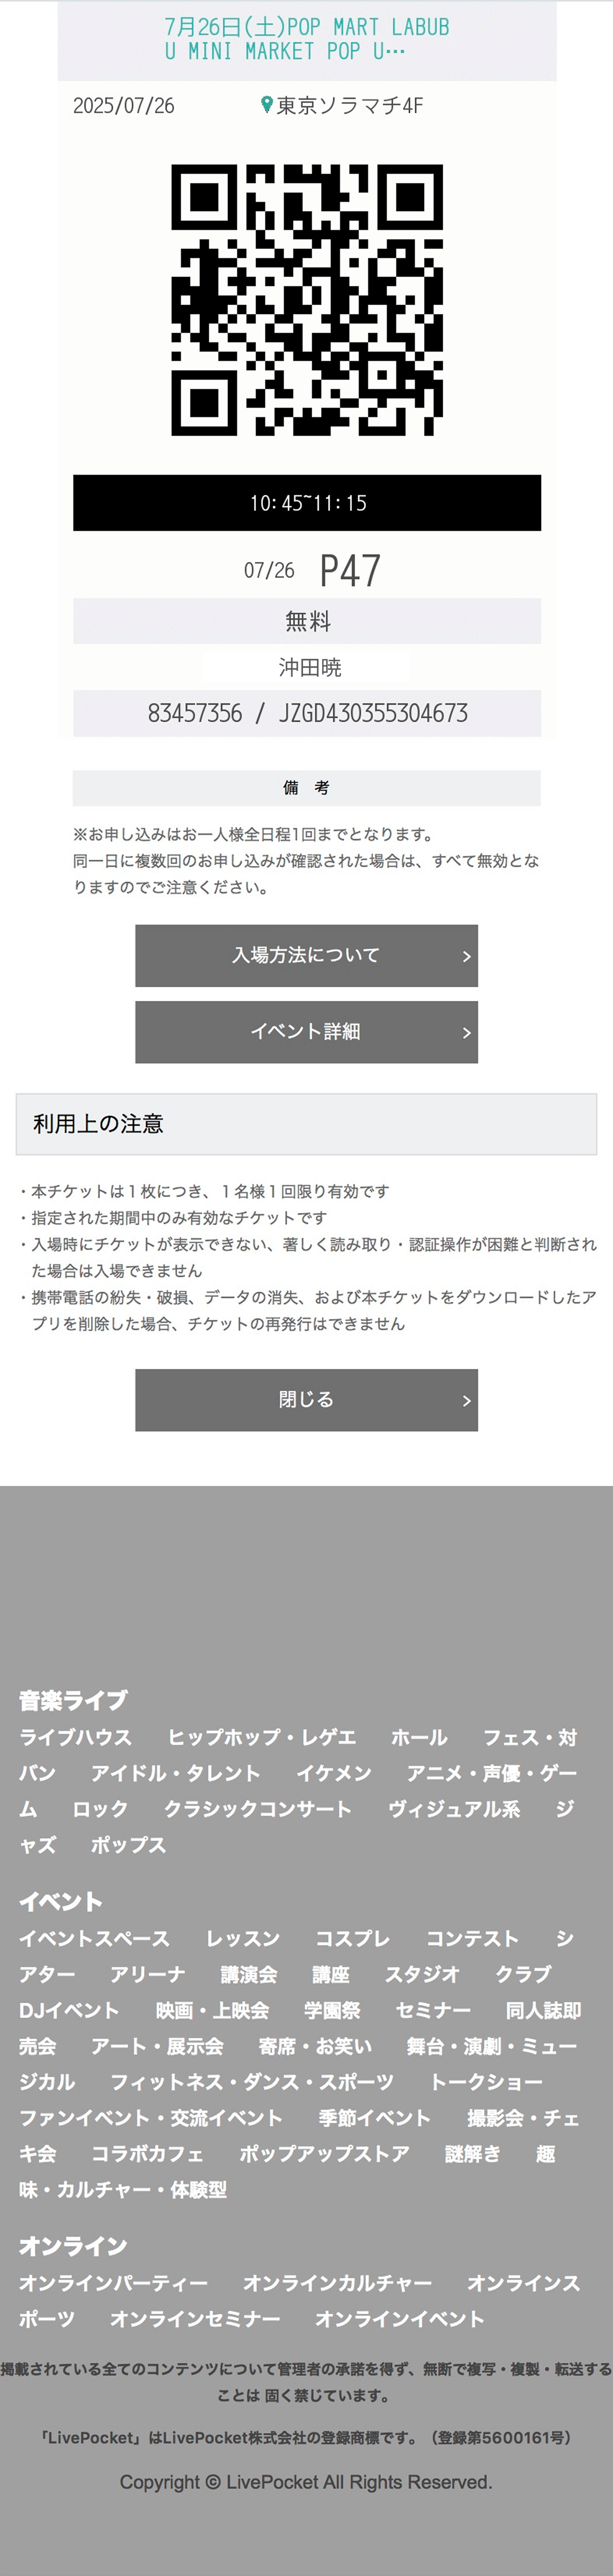 7月26日(土)POP MART LABUB
U MINI MARKET POP U…
2025/07/26 東京ソラマチ4F
10:45~11:15
07/26 P47
無料
沖田暁
83457356 / JZGD430355304673
備 考
※お申し込みはお一人様全日程1回までとなります。
同一日に複数回のお申し込みが確認された場合は、すべて無効とな
りますのでご注意ください。
入場方法について
イベント詳細
利用上の注意
・本チケットは１枚につき、１名様１回限り有効です
・指定された期間中のみ有効なチケットです
・入場時にチケットが表示できない、著しく読み取り・認証操作が困難と判断され
た場合は入場できません
・携帯電話の紛失・破損、データの消失、および本チケットをダウンロードしたア
プリを削除した場合、チケットの再発行はできません
閉じる
音楽ライブ
ライブハウス ヒップホップ・レゲエ ホール フェス・対
バン アイドル・タレント イケメン アニメ・声優・ゲー
ム ロック クラシックコンサート ヴィジュアル系 ジ
ャズ ポップス
イベント
イベントスペース レッスン コスプレ コンテスト シ
アター アリーナ 講演会 講座 スタジオ クラブ
DJイベント 映画・上映会 学園祭 セミナー 同人誌即
売会 アート・展示会 寄席・お笑い 舞台・演劇・ミュー
ジカル フィットネス・ダンス・スポーツ トークショー
ファンイベント・交流イベント 季節イベント 撮影会・チェ
キ会 コラボカフェ ポップアップストア 謎解き 趣
味・カルチャー・体験型
オンライン
オンラインパーティー オンラインカルチャー オンラインス
ポーツ オンラインセミナー オンラインイベント
掲載されている全てのコンテンツについて管理者の承諾を得ず、無断で複写・複製・転送する
ことは 固く禁じています。
「LivePocket」はLivePocket株式会社の登録商標です。（登録第5600161号）
Copyright © LivePocket All Rights Reserved.